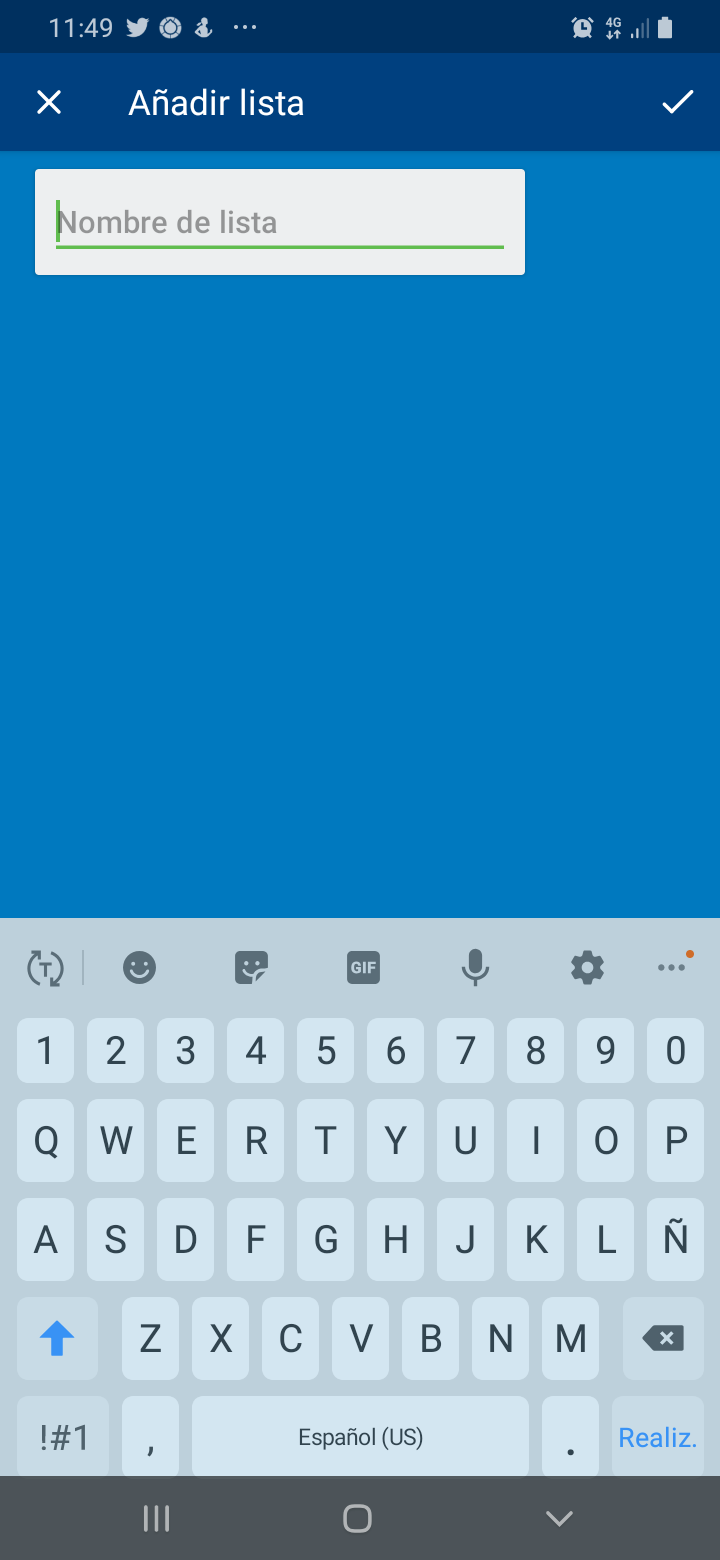 11:49 4G
Añadir lista
Nombre de lista
T GIF
1 2 3 4 5 6 7 8 9 0
Q W E R T Y U I O P
A S D F G H J K L Ñ
Z X C V B N M
!#1 , Español (US) . Realiz.